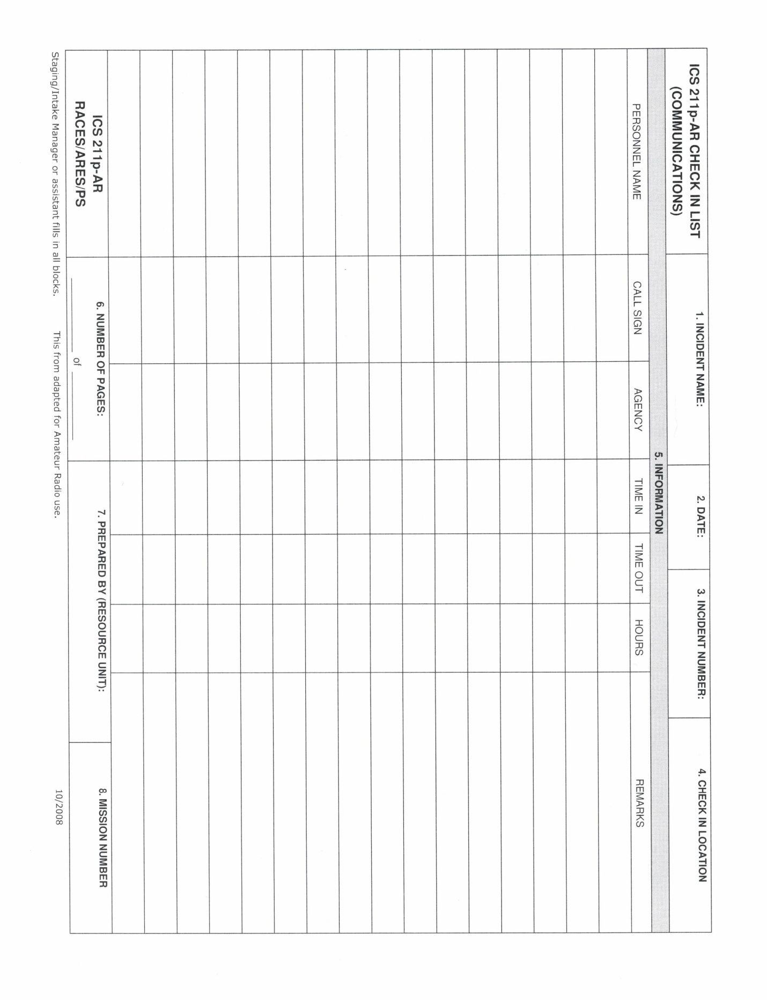 ICS 211p-AR CHECK IN LIST
(COMMUNICATIONS)
1. INCIDENT NAME:
2. DATE:
3. INCIDENT NUMBER:
4. CHECK IN LOCATION
5. INFORMATION
PERSONNEL NAME
CALL SIGN
AGENCY
TIME IN
TIME OUT
HOURS
REMARKS
ICS 211p-AR
RACES/ARES/PS
6. NUMBER OF PAGES:
____________ of ____________
7. PREPARED BY (RESOURCE UNIT):
8. MISSION NUMBER
Staging/Intake Manager or assistant fills in all blocks. This from adapted for Amateur Radio use. 10/2008